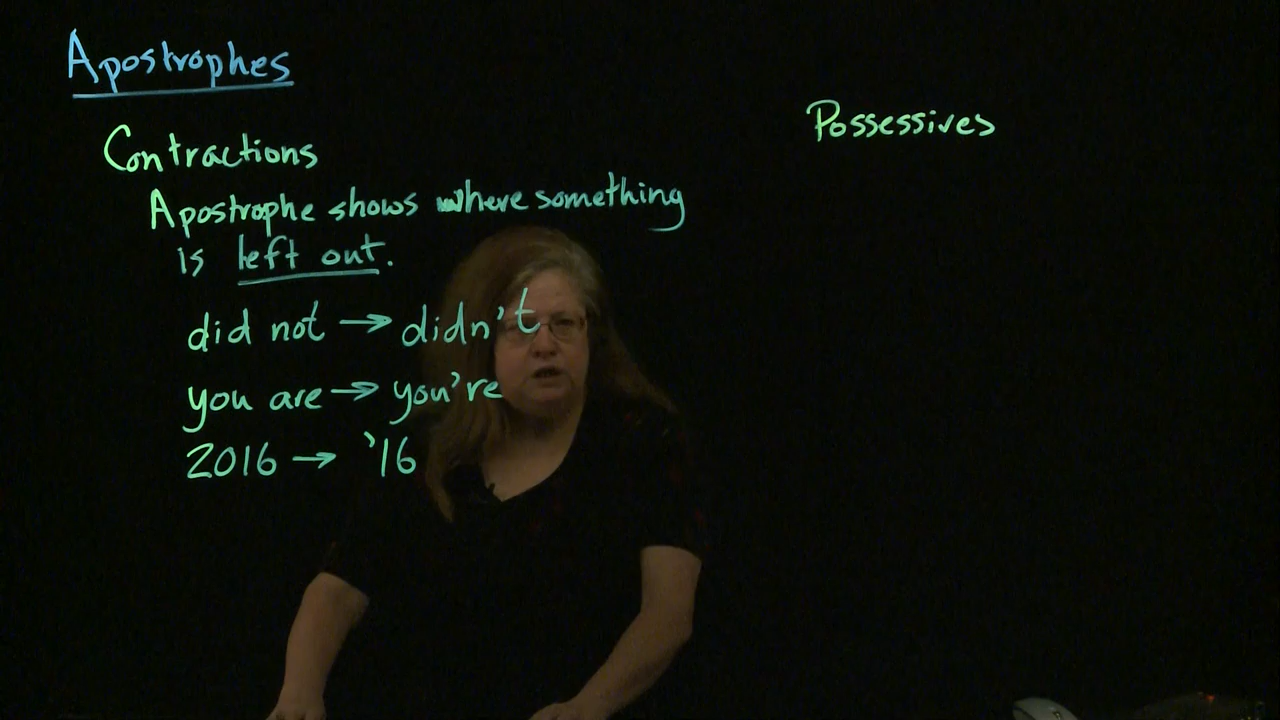 Apostrophes
Contractions
Apostrophe shows where something
is left out.
did not → didn't
you are → you're
2016 → '16
Possessives